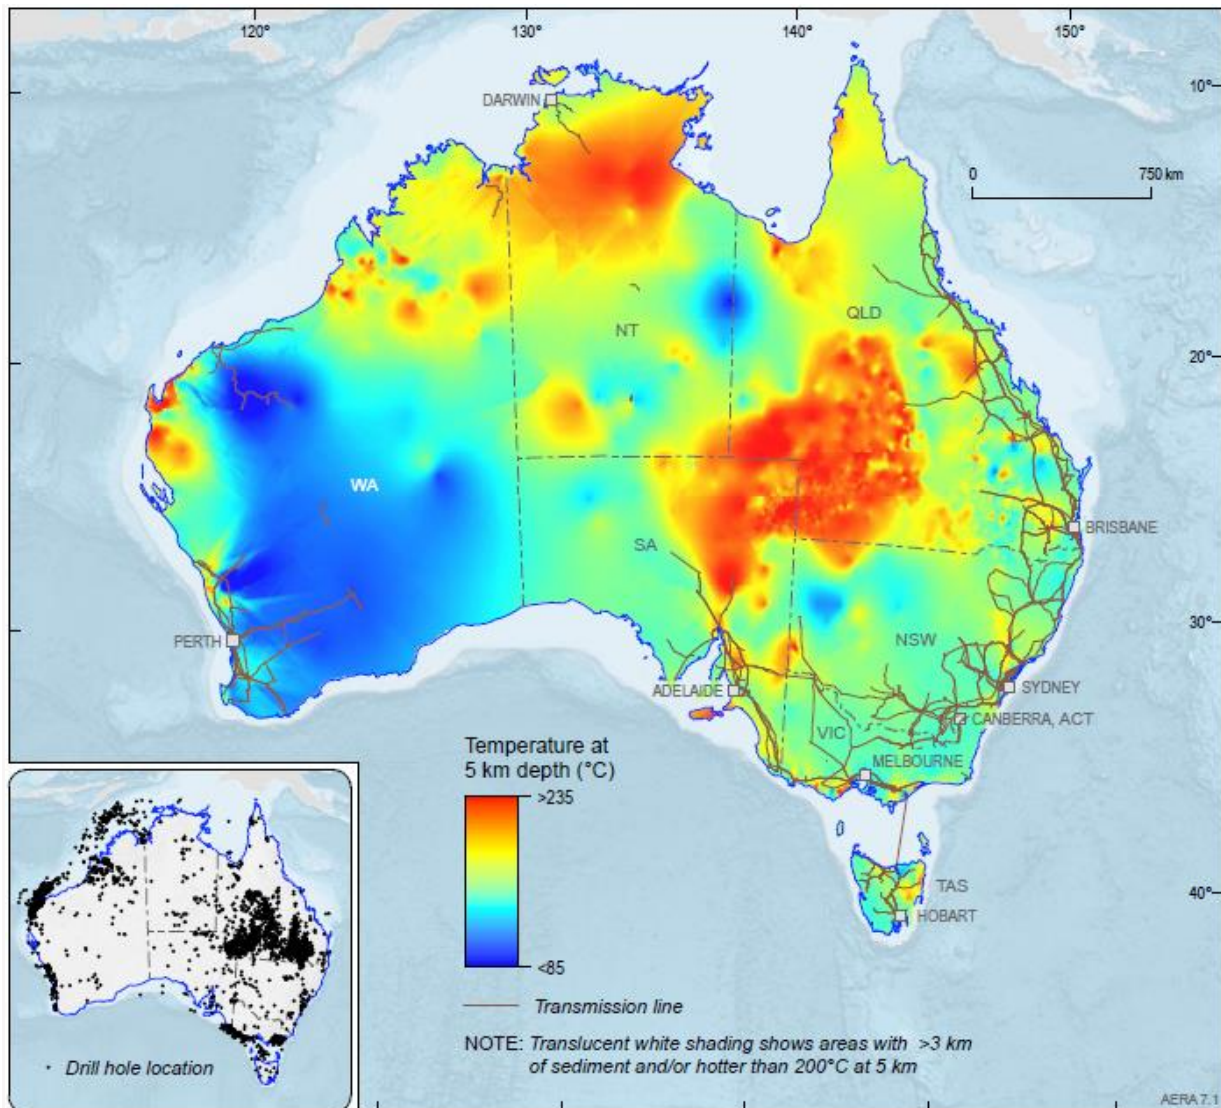 120°
130°
140°
150°
10°
DARWIN
0
750 km
NT
QLD
20°
WA
SA
BRISBANE
NSW
30°
PERTH
ADELAIDE
SYDNEY
CANBERRA, ACT
VIC
MELBOURNE
Temperature at
5 km depth (°C)
>235
<85
TAS
40°
HOBART
Transmission line
NOTE: Translucent white shading shows areas with >3 km
of sediment and/or hotter than 200°C at 5 km
Drill hole location
AERA 7.1